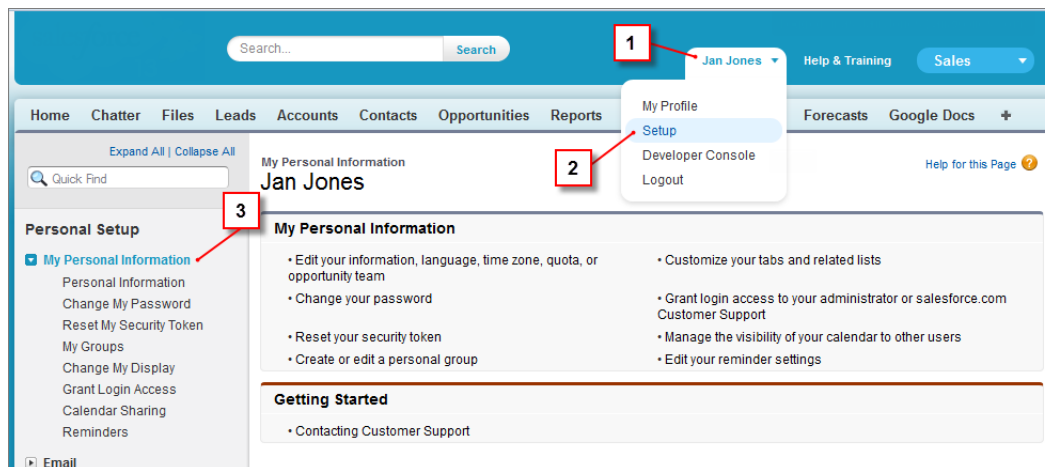 Search... Search
1
Jan Jones Help & Training Sales
Home Chatter Files Leads Accounts Contacts Opportunities Reports Forecasts Google Docs +
My Profile
Setup
Developer Console
Logout
2
Expand All | Collapse All
Quick Find
My Personal Information
Jan Jones
Help for this Page ?
3
Personal Setup
My Personal Information
Personal Information
Change My Password
Reset My Security Token
My Groups
Change My Display
Grant Login Access
Calendar Sharing
Reminders
Email
My Personal Information
• Edit your information, language, time zone, quota, or
opportunity team
• Change your password
• Reset your security token
• Create or edit a personal group
• Customize your tabs and related lists
• Grant login access to your administrator or salesforce.com
Customer Support
• Manage the visibility of your calendar to other users
• Edit your reminder settings
Getting Started
• Contacting Customer Support